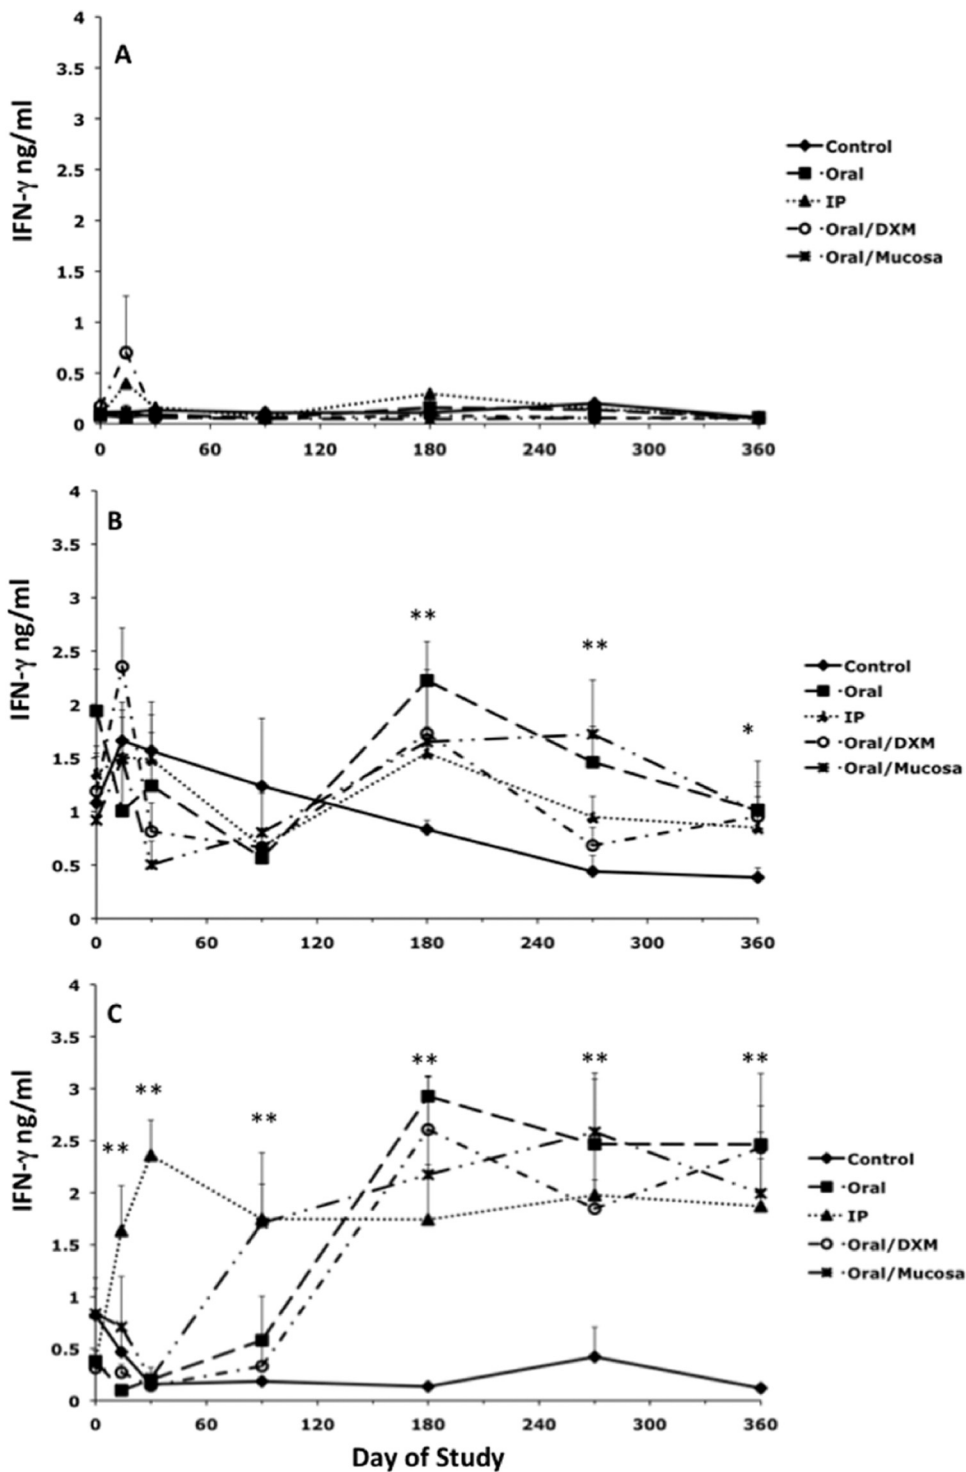 4
A
3.5
3
2.5
2
1.5
1
0.5
0
IFN-γ ng/ml
0 60 120 180 240 300 360
Control
Oral
IP
Oral/DXM
Oral/Mucosa
4
B
3.5
3
2.5
2
1.5
1
0.5
0
IFN-γ ng/ml
** ** *
0 60 120 180 240 300 360
Control
Oral
IP
Oral/DXM
Oral/Mucosa
4
C
3.5
3
2.5
2
1.5
1
0.5
0
IFN-γ ng/ml
** ** ** ** ** **
0 60 120 180 240 300 360
Control
Oral
IP
Oral/DXM
Oral/Mucosa
Day of Study